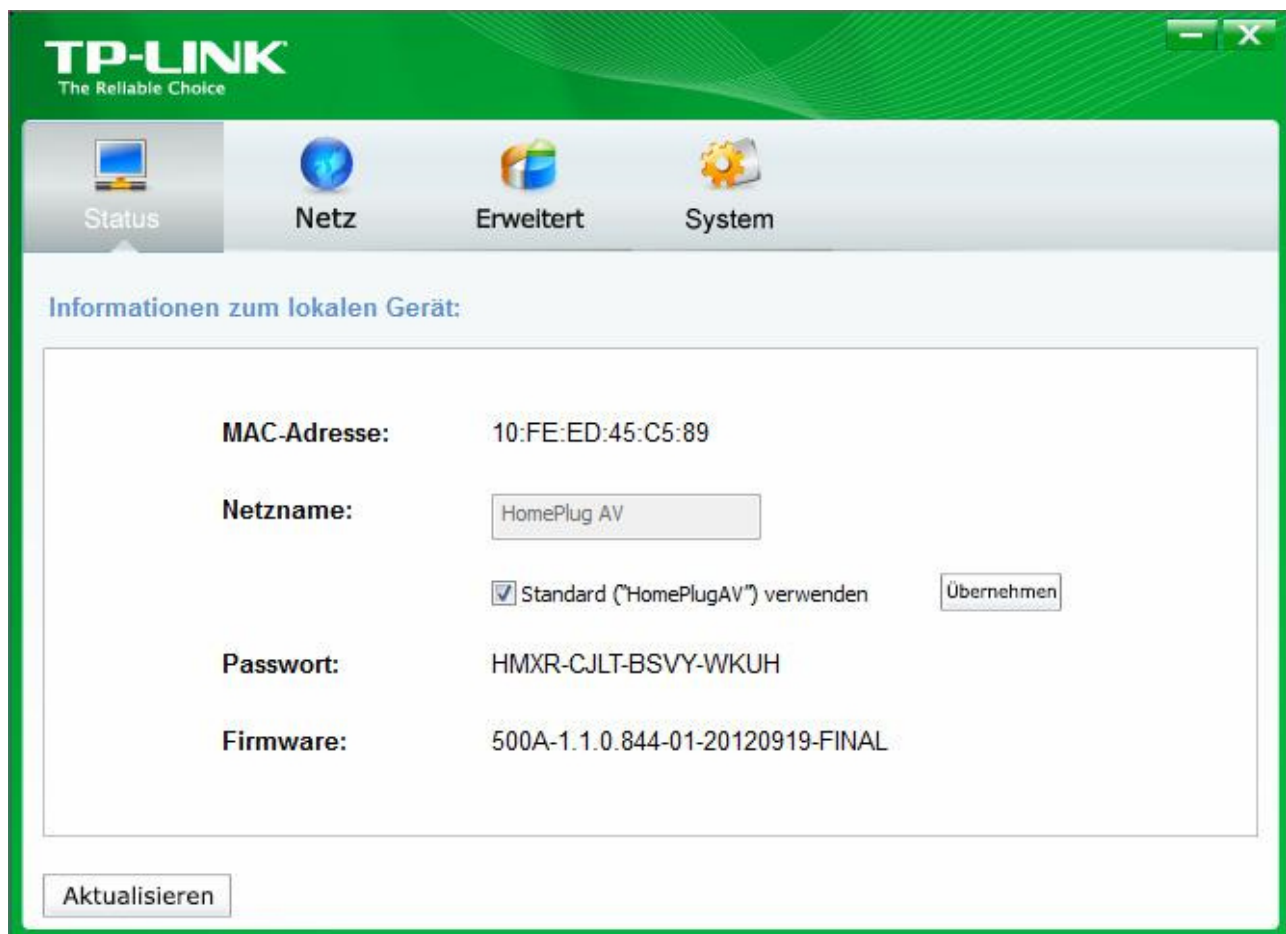 TP-LINK
The Reliable Choice
Status
Netz
Erweitert
System
Informationen zum lokalen Gerät:
MAC-Adresse: 10:FE:ED:45:C5:89
Netzname: HomePlug AV
Standard ("HomePlugAV") verwenden Übernehmen
Passwort: HMXR-CJLT-BSVY-WKUH
Firmware: 500A-1.1.0.844-01-20120919-FINAL
Aktualisieren